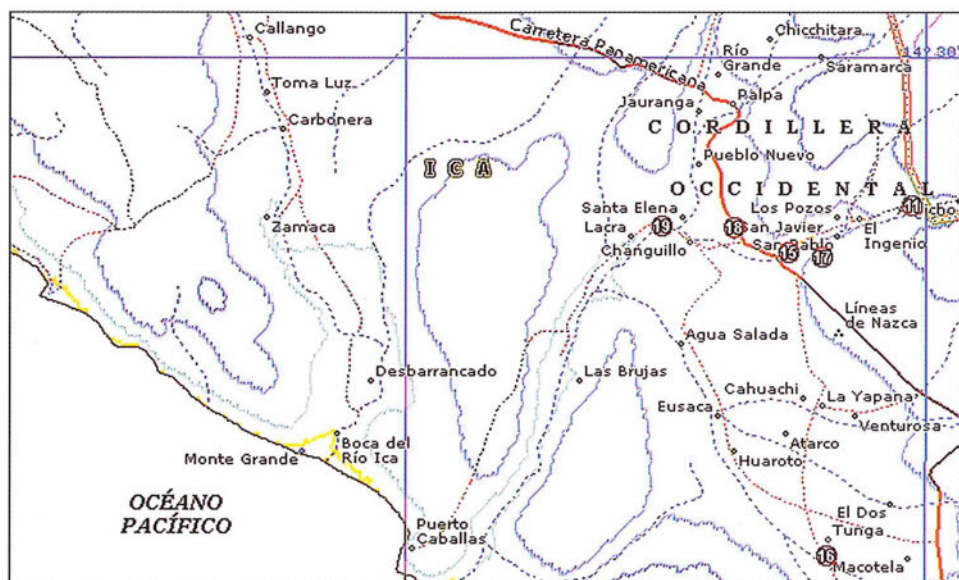 Callango
Chicchitara
Carretera Panamericana
Río
Grande
Saramarca
Toma Luz
Jauranga
Palpa
Carbonera
CORDILLERA
Pueblo Nuevo
ICA
OCCIDENTAL
Santa Elena
Los Pozos
11
Zamaca
Lacra
19
18
San Javier
El
Ingenio
Changuillo
San Pablo
15
17
Líneas
de Nazca
Agua Salada
Desbarrancado
Las Brujas
Cahuachi
La Yapana
Eusaca
Venturosa
Boca del
Río Ica
Atarco
Monte Grande
Huaroto
OCÉANO
PACÍFICO
El Dos
Puerto
Caballas
Tunga
16
Macotela